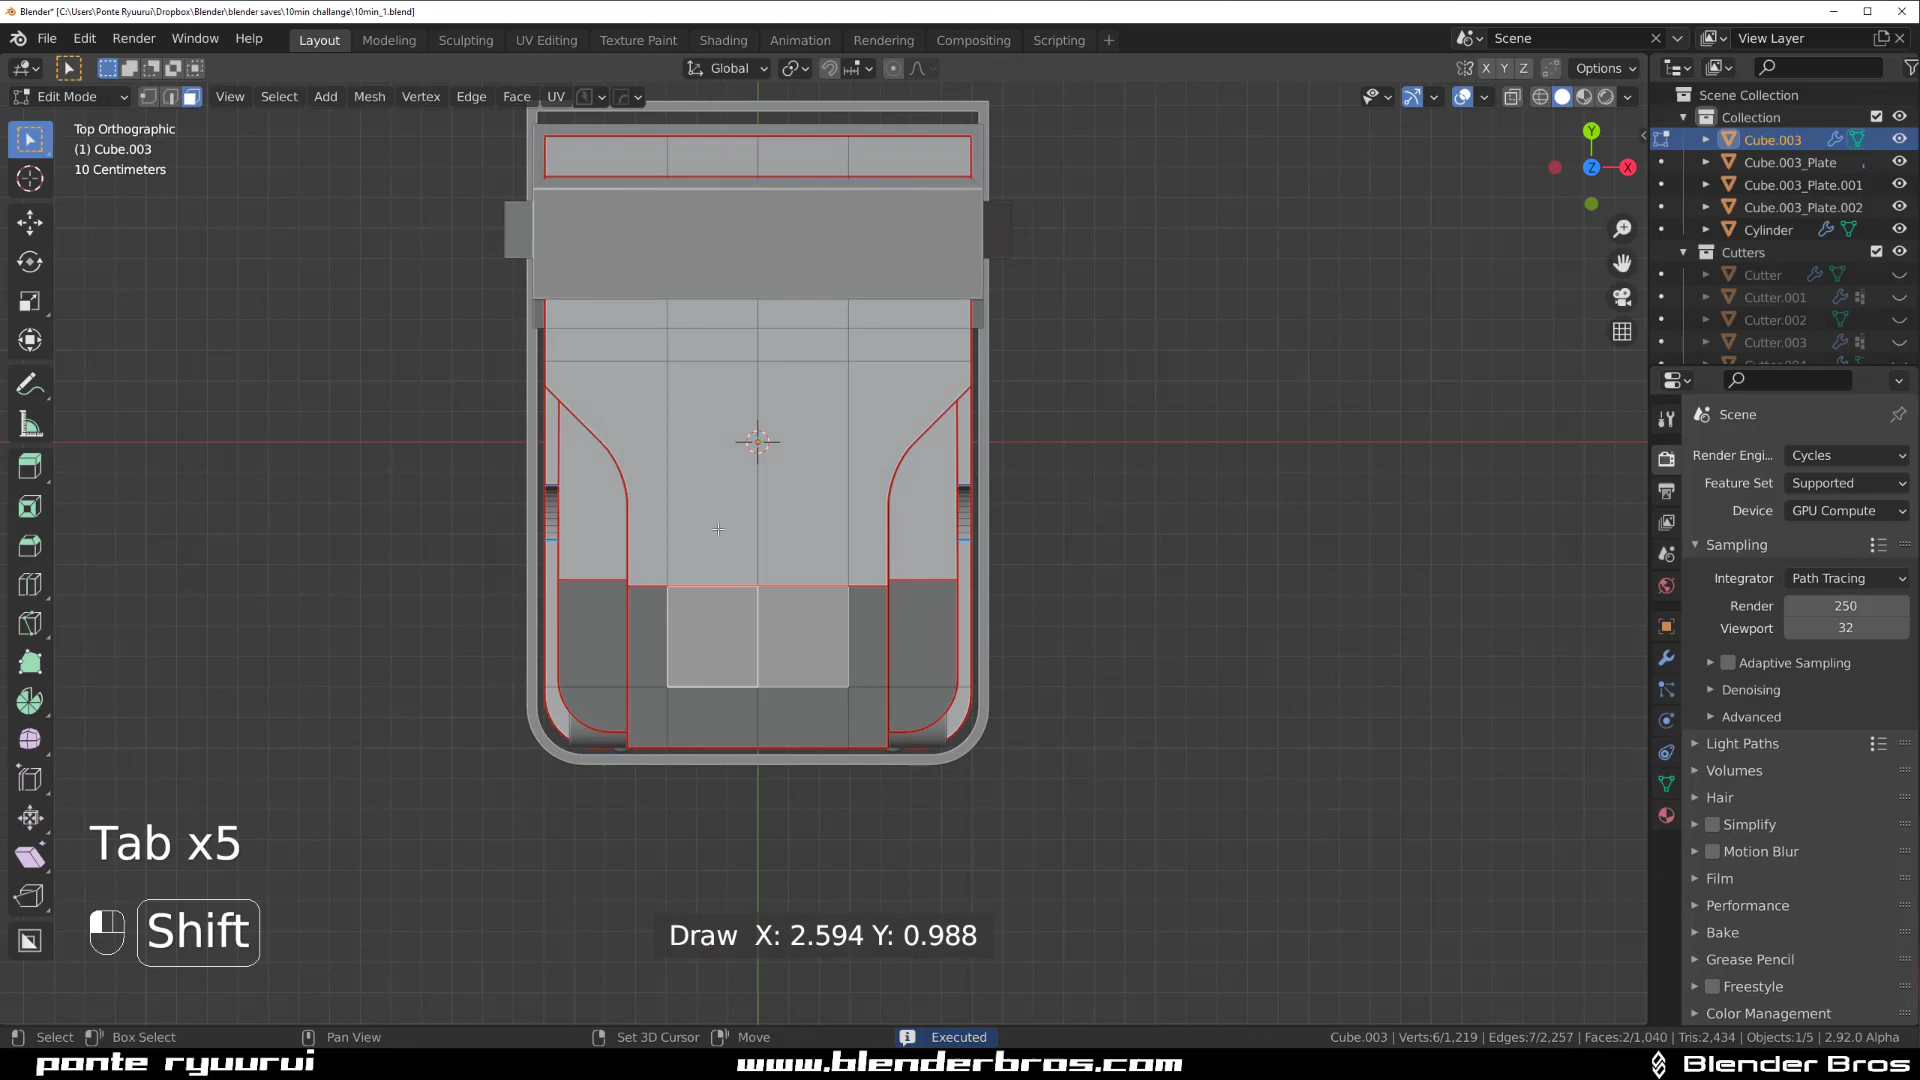 Blender* [C:\Users\Ponte Ryuurui\Dropbox\Blender\blender saves\10min challange\10min_1.blend]
File Edit Render Window Help Layout Modeling Sculpting UV Editing Texture Paint Shading Animation Rendering Compositing Scripting + Scene View Layer
Global X Y Z Options
Edit Mode View Select Add Mesh Vertex Edge Face UV
Top Orthographic
(1) Cube.003
10 Centimeters
Y
Z
X
Scene Collection
Collection
Cube.003
Cube.003_Plate
Cube.003_Plate.001
Cube.003_Plate.002
Cylinder
Cutters
Cutter
Cutter.001
Cutter.002
Cutter.003
Scene
Render Engi... Cycles
Feature Set Supported
Device GPU Compute
Sampling
Integrator Path Tracing
Render 250
Viewport 32
Adaptive Sampling
Denoising
Advanced
Light Paths
Volumes
Hair
Simplify
Motion Blur
Film
Performance
Bake
Grease Pencil
Freestyle
Color Management
Tab x5
Shift
Draw X: 2.594 Y: 0.988
Select Box Select Pan View Set 3D Cursor Move Executed Cube.003 | Verts:6/1,219 | Edges:7/2,257 | Faces:2/1,040 | Tris:2,434 | Objects:1/5 | 2.92.0 Alpha
ponte ryuurui www.blenderbros.com Blender Bros